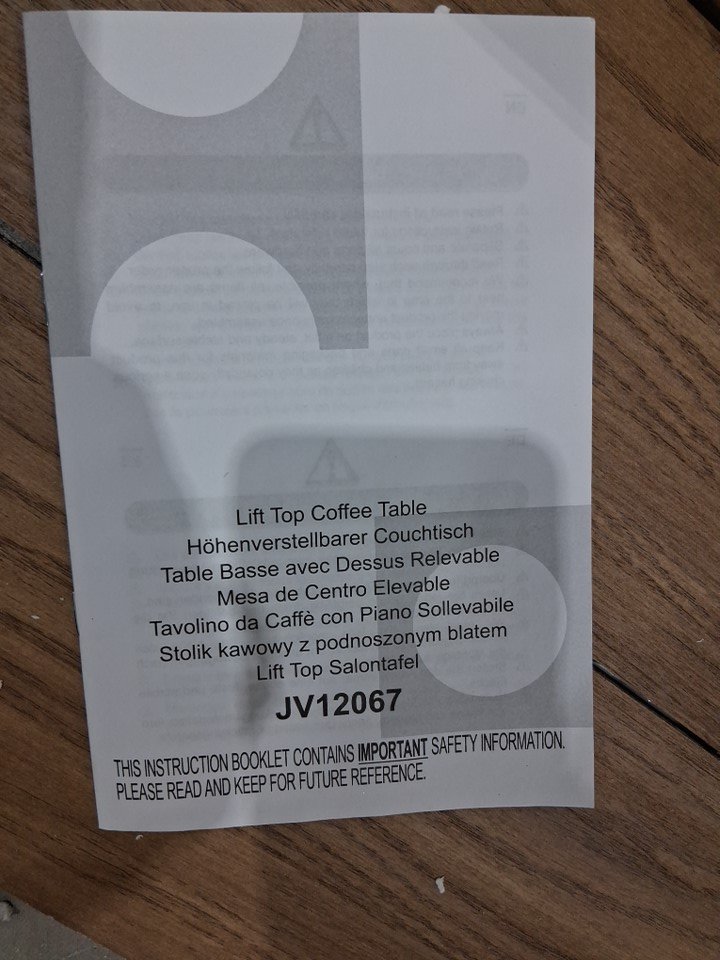 Lift Top Coffee Table
Höhenverstellbarer Couchtisch
Table Basse avec Dessus Relevable
Mesa de Centro Elevable
Tavolino da Caffè con Piano Sollevabile
Stolik kawowy z podnoszonym blatem
Lift Top Salontafel
JV12067
THIS INSTRUCTION BOOKLET CONTAINS IMPORTANT SAFETY INFORMATION.
PLEASE READ AND KEEP FOR FUTURE REFERENCE.